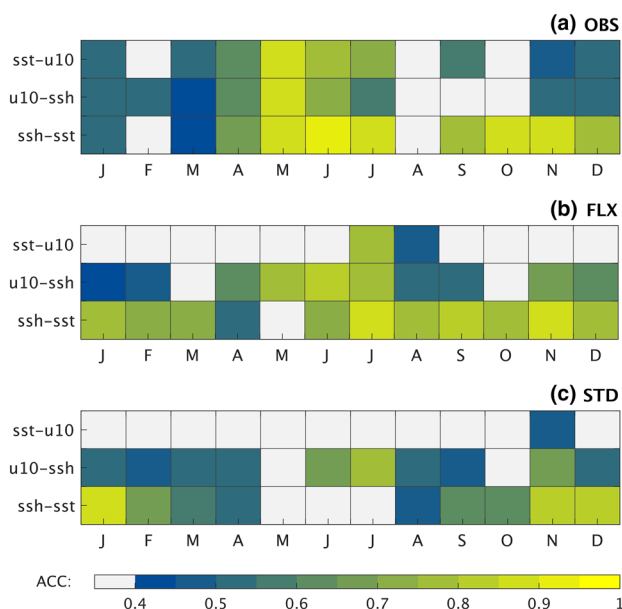 (a) OBS
sst-u10
u10-ssh
ssh-sst
J F M A M J J A S O N D
(b) FLX
sst-u10
u10-ssh
ssh-sst
J F M A M J J A S O N D
(c) STD
sst-u10
u10-ssh
ssh-sst
J F M A M J J A S O N D
ACC:
0.4 0.5 0.6 0.7 0.8 0.9 1